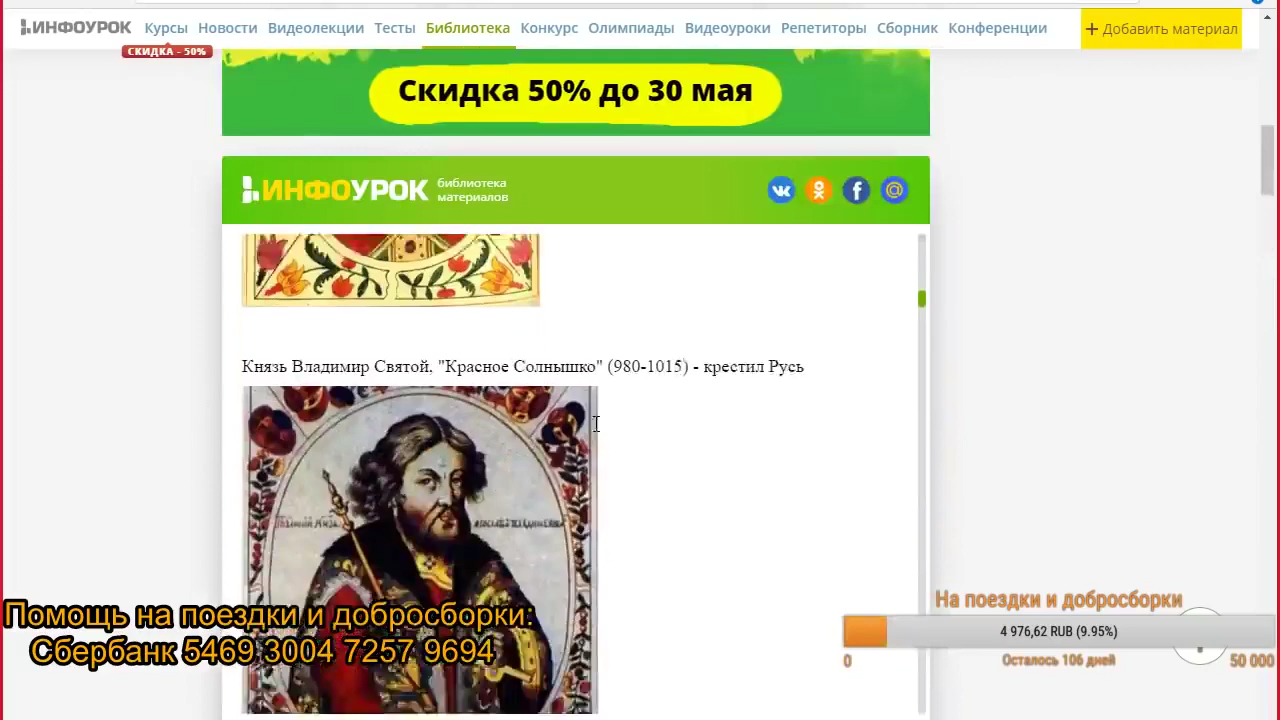 ИНФОУРОК Курсы Новости Видеолекции Тесты Библиотека Конкурс Олимпиады Видеоуроки Репетиторы Сборник Конференции + Добавить материал
СКИДКА - 50%
Скидка 50% до 30 мая
ИНФОУРОК библиотека
материалов
Князь Владимир Святой, "Красное Солнышко" (980-1015) - крестил Русь
Помощь на поездки и добросборки:
Сбербанк 5469 3004 7257 9694
На поездки и добросборки
4 976,62 RUB (9.95%)
0 Осталось 106 дней 50 000